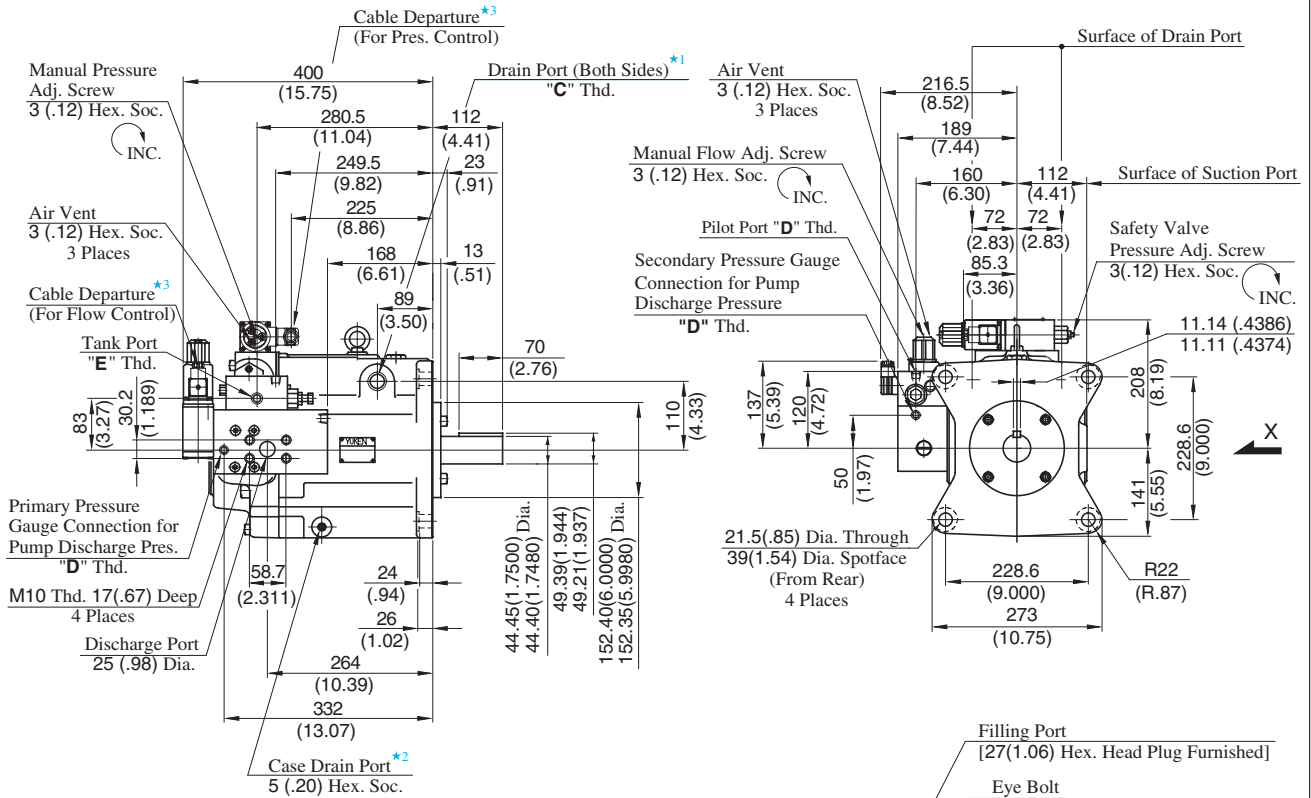 Cable Departure★3
(For Pres. Control)
400
(15.75)
Manual Pressure
Adj. Screw
3 (.12) Hex. Soc.
INC.
280.5
(11.04)
112
(4.41)
249.5
(9.82)
23
(.91)
225
(8.86)
Air Vent
3 (.12) Hex. Soc.
3 Places
168
(6.61)
13
(.51)
Cable Departure★3
(For Flow Control)
89
(3.50)
Tank Port
"E" Thd.
70
(2.76)
83
(3.27)
30.2
(1.189)
110
(4.33)
YUKEN
Drain Port (Both Sides)★1
"C" Thd.
Primary Pressure
Gauge Connection for
Pump Discharge Pres.
"D" Thd.
M10 Thd. 17(.67) Deep
4 Places
Discharge Port
25 (.98) Dia.
58.7
(2.311)
24
(.94)
26
(1.02)
264
(10.39)
332
(13.07)
44.45(1.7500) Dia.
44.40(1.7480)
49.39(1.944)
49.21(1.937)
152.40(6.0000) Dia.
152.35(5.9980)
Case Drain Port★2
5 (.20) Hex. Soc.
Surface of Drain Port
Air Vent
3 (.12) Hex. Soc.
3 Places
216.5
(8.52)
189
(7.44)
Manual Flow Adj. Screw
3 (.12) Hex. Soc.
INC.
160
(6.30)
112
(4.41)
Surface of Suction Port
Pilot Port "D" Thd.
72
(2.83)
72
(2.83)
Safety Valve
Pressure Adj. Screw
3(.12) Hex. Soc.
INC.
Secondary Pressure Gauge
Connection for Pump
Discharge Pressure
"D" Thd.
85.3
(3.36)
11.14 (.4386)
11.11 (.4374)
137
(5.39)
120
(4.72)
208
(8.19)
228.6
(9.000)
X
50
(1.97)
141
(5.55)
21.5(.85) Dia. Through
39(1.54) Dia. Spotface
(From Rear)
4 Places
228.6
(9.000)
R22
(R.87)
273
(10.75)
Filling Port
[27(1.06) Hex. Head Plug Furnished]
Eye Bolt